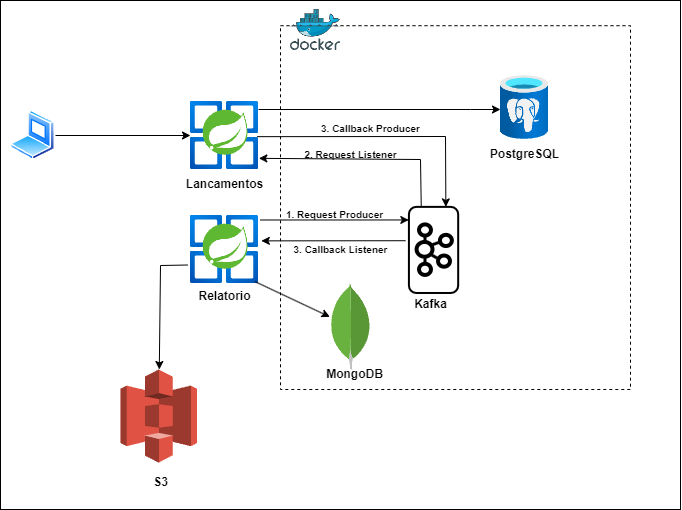 docker
3. Callback Producer
PostgreSQL
2. Request Listener
Lancamentos
1. Request Producer
3. Callback Listener
Relatorio
Kafka
MongoDB
S3